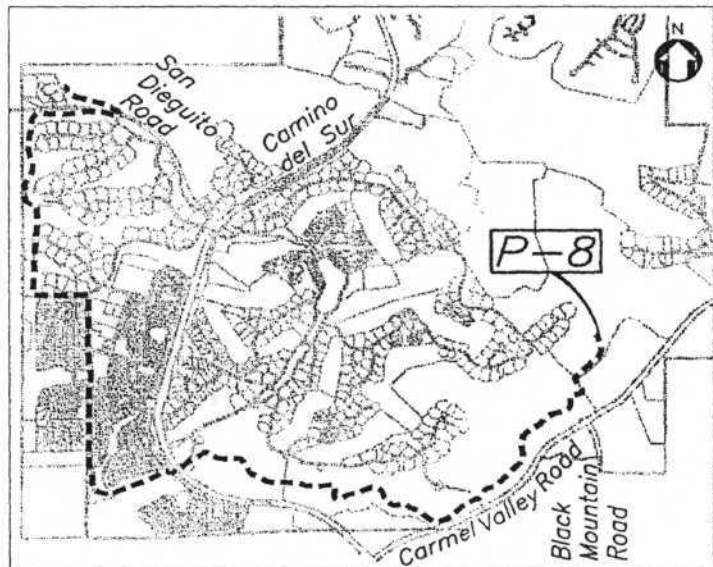 N
San
Dieguito
Road
Camino
del Sur
P-8
Carmel Valley Road
Black
Mountain
Road